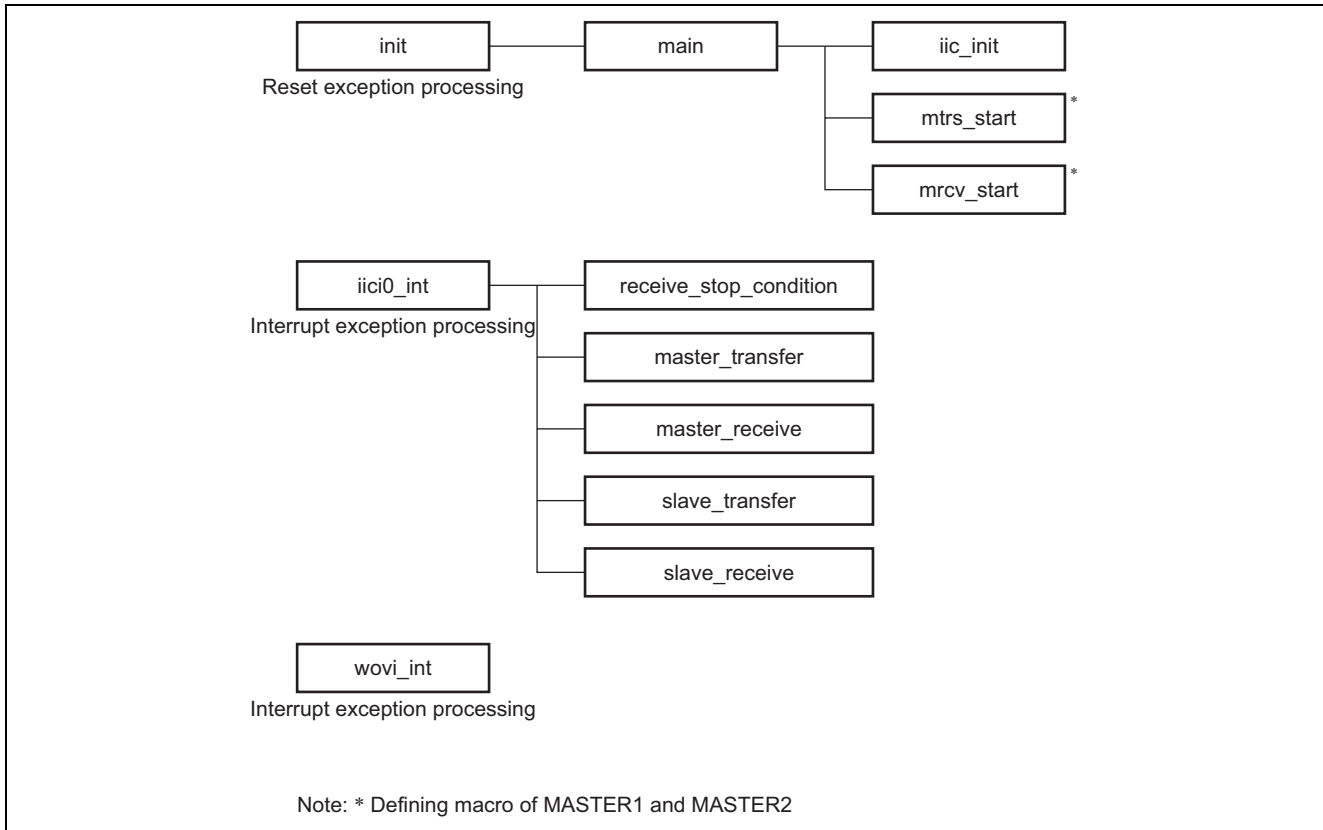 init
main
iic_init
Reset exception processing
mtrs_start *
mrcv_start *
iici0_int
receive_stop_condition
Interrupt exception processing
master_transfer
master_receive
slave_transfer
slave_receive
wovi_int
Interrupt exception processing
Note: * Defining macro of MASTER1 and MASTER2